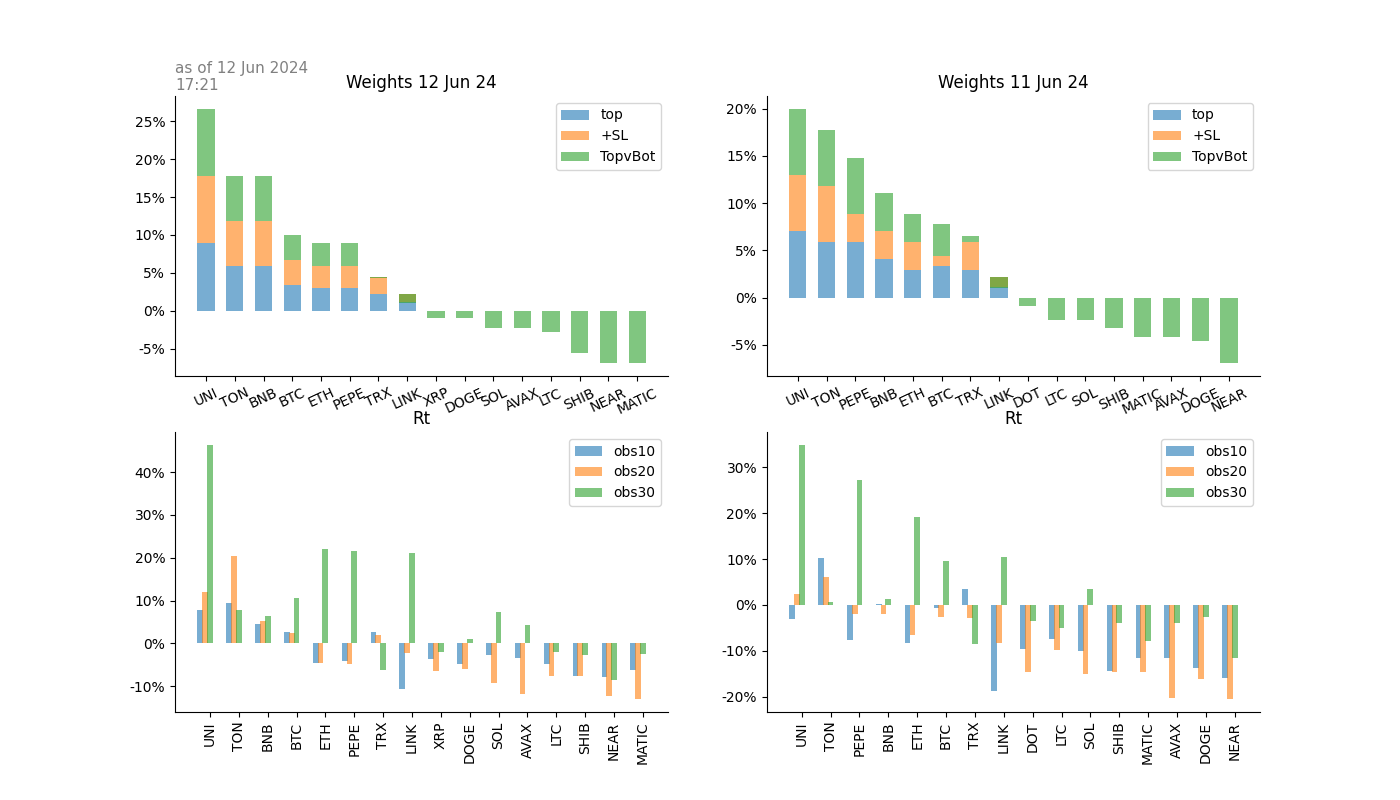 as of 12 Jun 2024
17:21
Weights 12 Jun 24
25%
20%
15%
10%
5%
0%
-5%
top
+SL
TopvBot
UNI TON BNB BTC ETH PEPE TRX LINK XRP DOGE SOL AVAX LTC SHIB NEAR MATIC
Weights 11 Jun 24
20%
15%
10%
5%
0%
-5%
top
+SL
TopvBot
UNI TON PEPE BNB ETH BTC TRX LINK DOT LTC SOL SHIB MATIC AVAX DOGE NEAR
Rt
40%
30%
20%
10%
0%
-10%
obs10
obs20
obs30
UNI TON BNB BTC ETH PEPE TRX LINK XRP DOGE SOL AVAX LTC SHIB NEAR MATIC
Rt
30%
20%
10%
0%
-10%
-20%
obs10
obs20
obs30
UNI TON PEPE BNB ETH BTC TRX LINK DOT LTC SOL SHIB MATIC AVAX DOGE NEAR